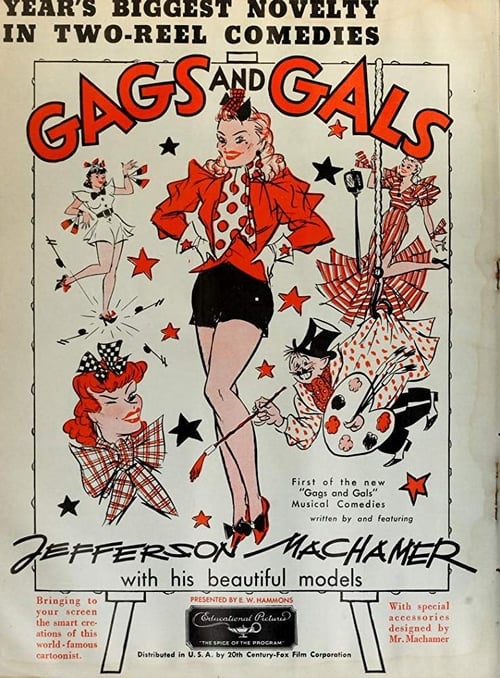 YEAR'S BIGGEST NOVELTY
IN TWO-REEL COMEDIES
GAGS AND GALS
First of the new
"Gags and Gals"
Musical Comedies
written by and featuring
JEFFERSON MACHAMER
with his beautiful models
Bringing to
your screen
the smart cre-
ations of this
world-famous
cartoonist.
PRESENTED BY E. W. HAMMONS
Educational Pictures
"THE SPICE OF THE PROGRAM"
Distributed in U. S. A. by 20th Century-Fox Film Corporation
With special
accessories
designed by
Mr. Machamer